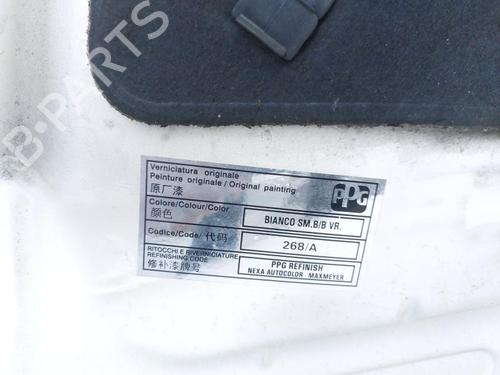 Verniciatura originale
Peinture originale / Original painting
原厂漆
PPG
Colore/Colour/Color
颜色
BIANCO SM.B/B VR.
Codice/Code/代码
268/A
RITOCCHI E RIVERNICIATURE
REFINISHING CODE
修补漆牌号
PPG REFINISH
NEXA AUTOCOLOR - MAXMEYER
B-PARTS